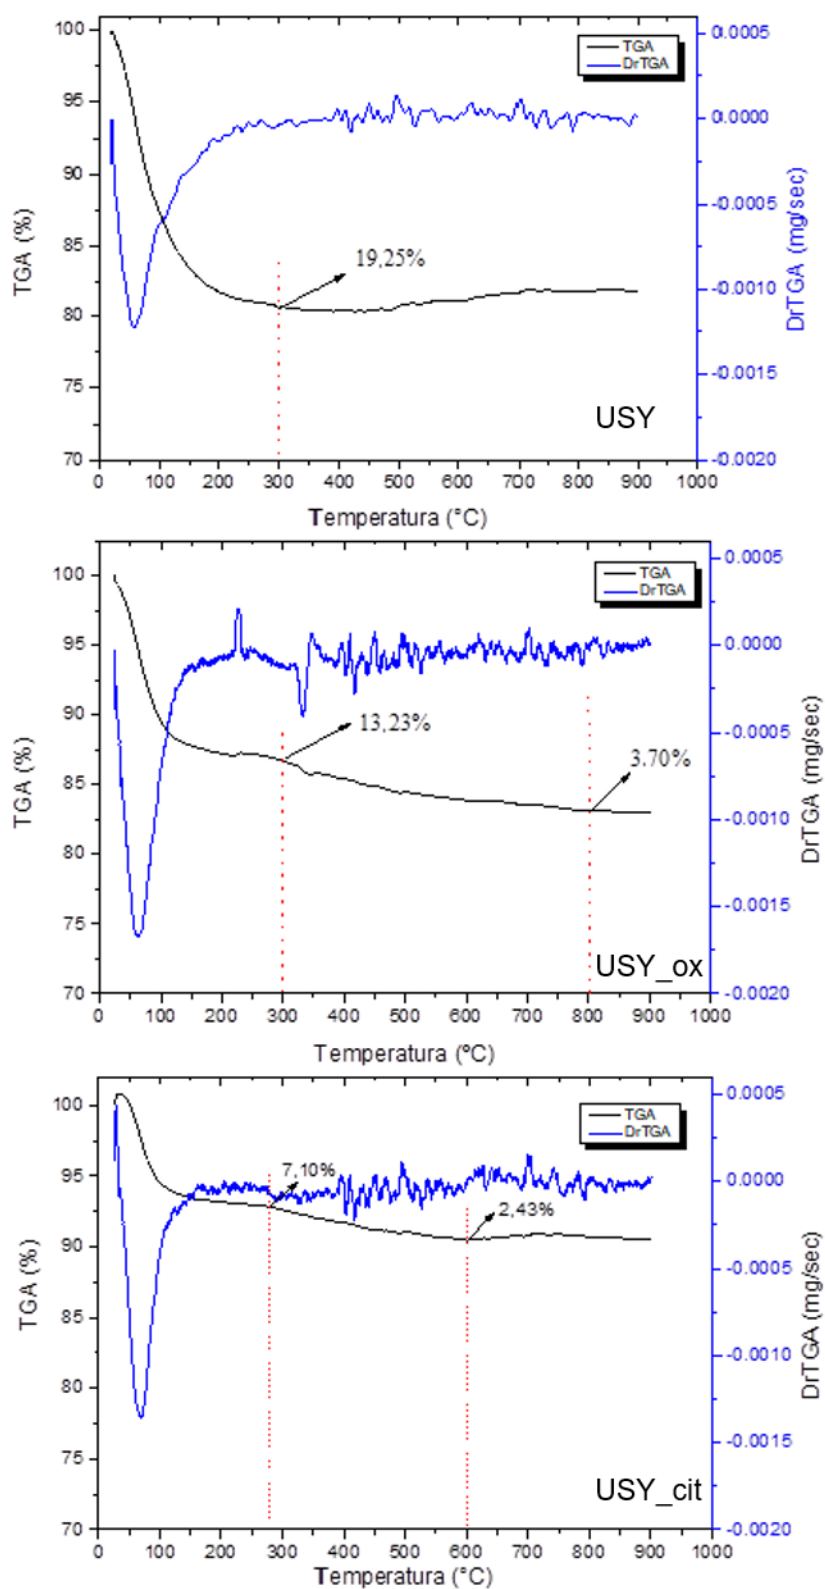 100
95
90
85
80
75
70
TGA (%)
0.0005
0.0000
-0.0005
-0.0010
-0.0015
-0.0020
DrTGA (mg/sec)
TGA
DrTGA
19,25%
USY
0 100 200 300 400 500 600 700 800 900 1000
Temperatura (°C)
100
95
90
85
80
75
70
TGA (%)
0.0005
0.0000
-0.0005
-0.0010
-0.0015
-0.0020
DrTGA (mg/sec)
TGA
DrTGA
13,23%
3.70%
USY_ox
0 100 200 300 400 500 600 700 800 900 1000
Temperatura (ºC)
100
95
90
85
80
75
70
TGA (%)
0.0005
0.0000
-0.0005
-0.0010
-0.0015
-0.0020
DrTGA (mg/sec)
TGA
DrTGA
7,10%
2,43%
USY_cit
0 100 200 300 400 500 600 700 800 900 1000
Temperatura (°C)